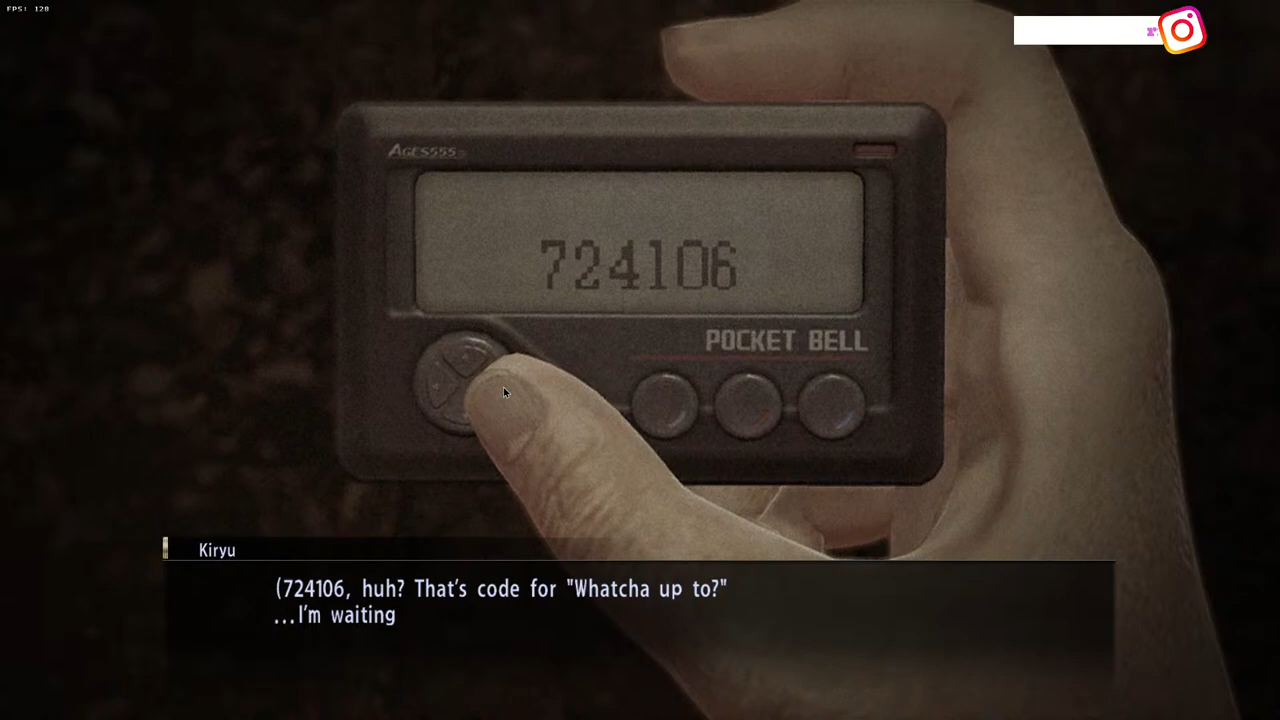 FPS: 120
AGES555
724106
POCKET BELL
Kiryu
(724106, huh? That's code for "Whatcha up to?"
...I'm waiting